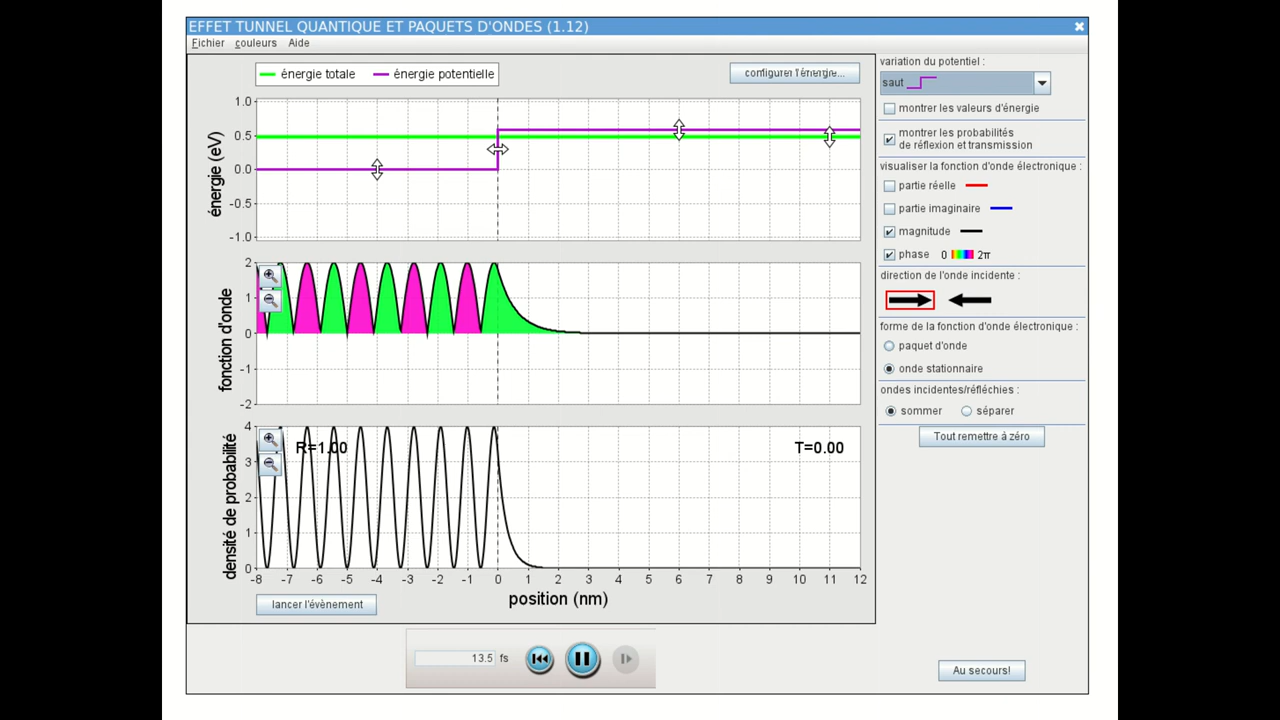 EFFET TUNNEL QUANTIQUE ET PAQUETS D'ONDES (1.12)
Fichier couleurs Aide
énergie totale énergie potentielle
configurer l'énergie...
énergie (eV)
1.0
0.5
0.0
-0.5
-1.0
fonction d'onde
2
1
0
-1
-2
densité de probabilité
4
3
2
1
0
R=1.00
T=0.00
-8 -7 -6 -5 -4 -3 -2 -1 0 1 2 3 4 5 6 7 8 9 10 11 12
position (nm)
lancer l'évènement
13.5 fs
variation du potentiel :
saut
montrer les valeurs d'énergie
montrer les probabilités
de réflexion et transmission
visualiser la fonction d'onde électronique :
partie réelle
partie imaginaire
magnitude
phase 0 2π
direction de l'onde incidente :
forme de la fonction d'onde électronique :
paquet d'onde
onde stationnaire
ondes incidentes/réfléchies :
sommer séparer
Tout remettre à zéro
Au secours!